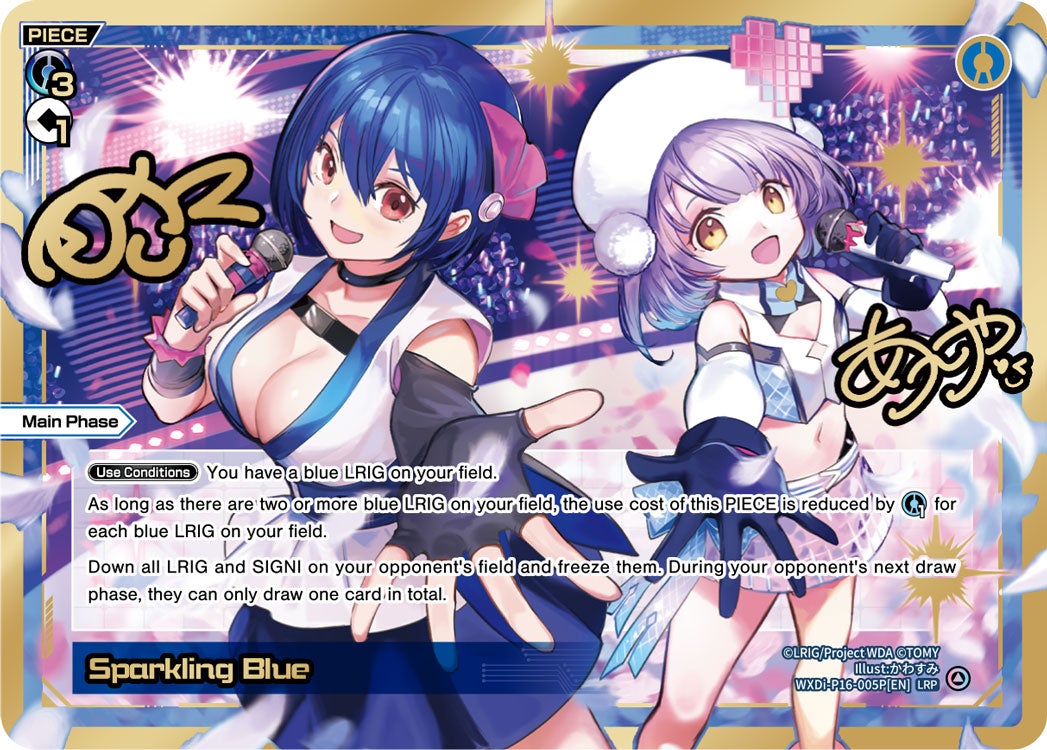 PIECE
3
1
あ々ゃ
Main Phase
Use Conditions You have a blue LRIG on your field.
As long as there are two or more blue LRIG on your field, the use cost of this PIECE is reduced by 1 for
each blue LRIG on your field.
Down all LRIG and SIGNI on your opponent's field and freeze them. During your opponent's next draw
phase, they can only draw one card in total.
Sparkling Blue
©LRIG/Project WDA ©TOMY
Illust:かわすみ
WXDi-P16-005P[EN] LRP